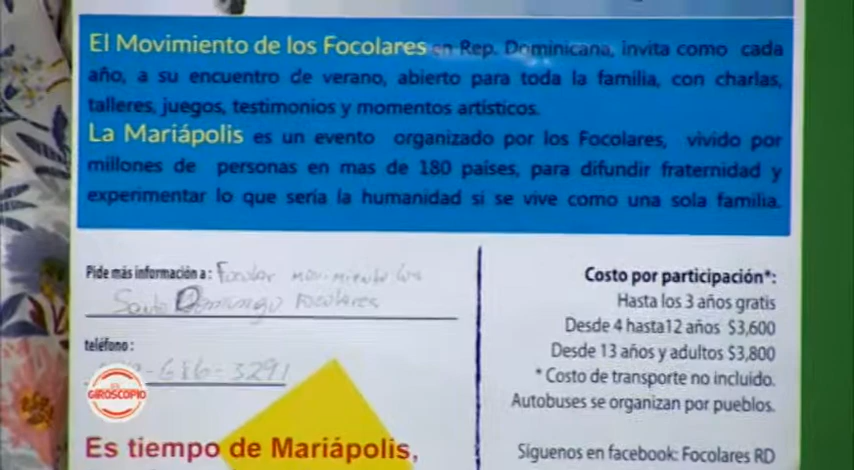 El Movimiento de los Focolares en Rep. Dominicana, invita como cada
año, a su encuentro de verano, abierto para toda la familia, con charlas,
talleres, juegos, testimonios y momentos artísticos.
La Mariápolis es un evento organizado por los Focolares, vivido por
millones de personas en mas de 180 países, para difundir fraternidad y
experimentar lo que sería la humanidad si se vive como una sola familia.
Pide más información a: Focolar movimiento los
Santo Domingo Focolares
teléfono:
-686-3291
GIROSCOPIO
Es tiempo de Mariápolis,
Costo por participación*:
Hasta los 3 años gratis
Desde 4 hasta12 años $3,600
Desde 13 años y adultos $3,800
* Costo de transporte no incluido.
Autobuses se organizan por pueblos.
Síguenos en facebook: Focolares RD